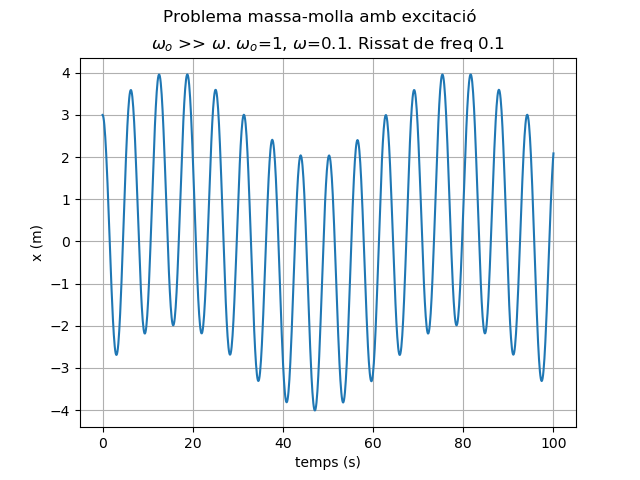 Problema massa-molla amb excitació
ω₀ >> ω. ω₀=1, ω=0.1. Rissat de freq 0.1
4
3
2
1
0
−1
−2
−3
−4
x (m)
0 20 40 60 80 100
temps (s)